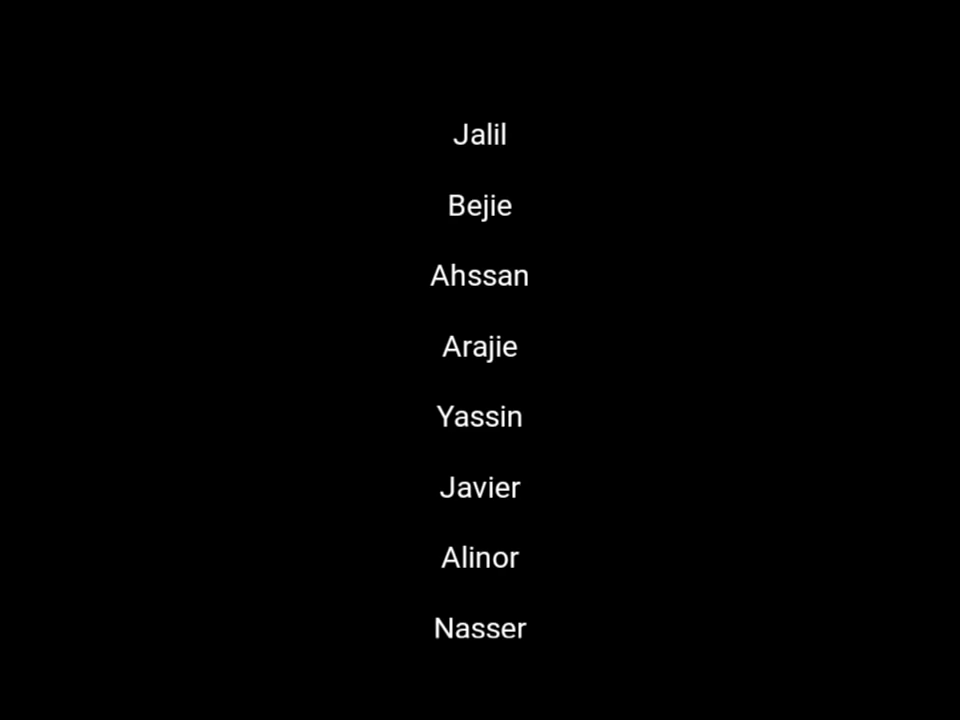 Jalil
Bejie
Ahssan
Arajie
Yassin
Javier
Alinor
Nasser